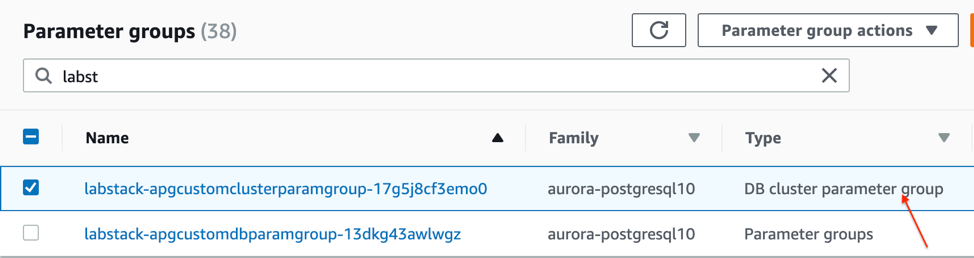 Parameter groups (38)
Parameter group actions
labst
Name Family Type
labstack-apgcustomclusterparamgroup-17g5j8cf3emo0 aurora-postgresql10 DB cluster parameter group
labstack-apgcustomdbparamgroup-13dkg43awlwgz aurora-postgresql10 Parameter groups